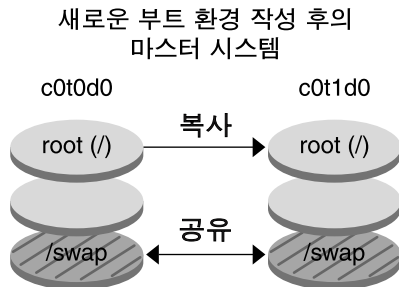 새로운 부트 환경 작성 후의
마스터 시스템
c0t0d0
c0t1d0
복사
root (/)
root (/)
공유
/swap
/swap